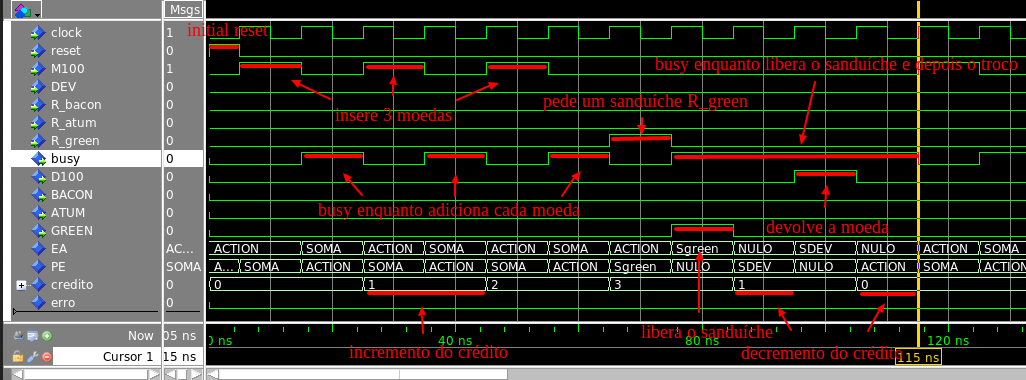 Msgs
clock 1
initial reset
reset 0
M100 1
busy enquanto libera o sanduiche e depois o troco
DEV 0
R_bacon 0
pede um sanduíche R_green
insere 3 moedas
R_atum 0
R_green 0
busy 0
D100 0
BACON 0
ATUM 0
busy enquanto adiciona cada moeda
GREEN 0
devolve a moeda
EA AC... ACTION SOMA ACTION SOMA ACTION SOMA ACTION Sgreen NULO SDEV NULO ACTION SOMA
PE SOMA A... SOMA ACTION SOMA ACTION SOMA ACTION Sgreen NULO SDEV NULO ACTION SOMA ACTION
credito 0 0 1 2 3 1 0
erro 0
Now 05 ns 0 ns 40 ns 80 ns 120 ns
libera o sanduíche
incremento do crédito
decremento do crédito
Cursor 1 15 ns 115 ns